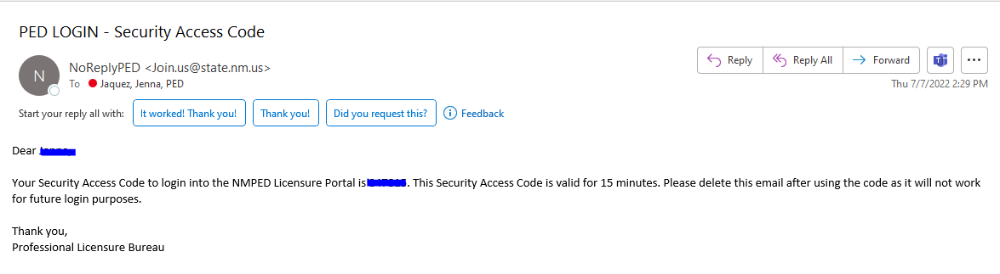 PED LOGIN - Security Access Code
N
NoReplyPED <Join.us@state.nm.us>
To Jaquez, Jenna, PED
Reply Reply All Forward
Thu 7/7/2022 2:29 PM
Start your reply all with: It worked! Thank you! Thank you! Did you request this? Feedback
Dear
Your Security Access Code to login into the NMPED Licensure Portal is . This Security Access Code is valid for 15 minutes. Please delete this email after using the code as it will not work
for future login purposes.
Thank you,
Professional Licensure Bureau